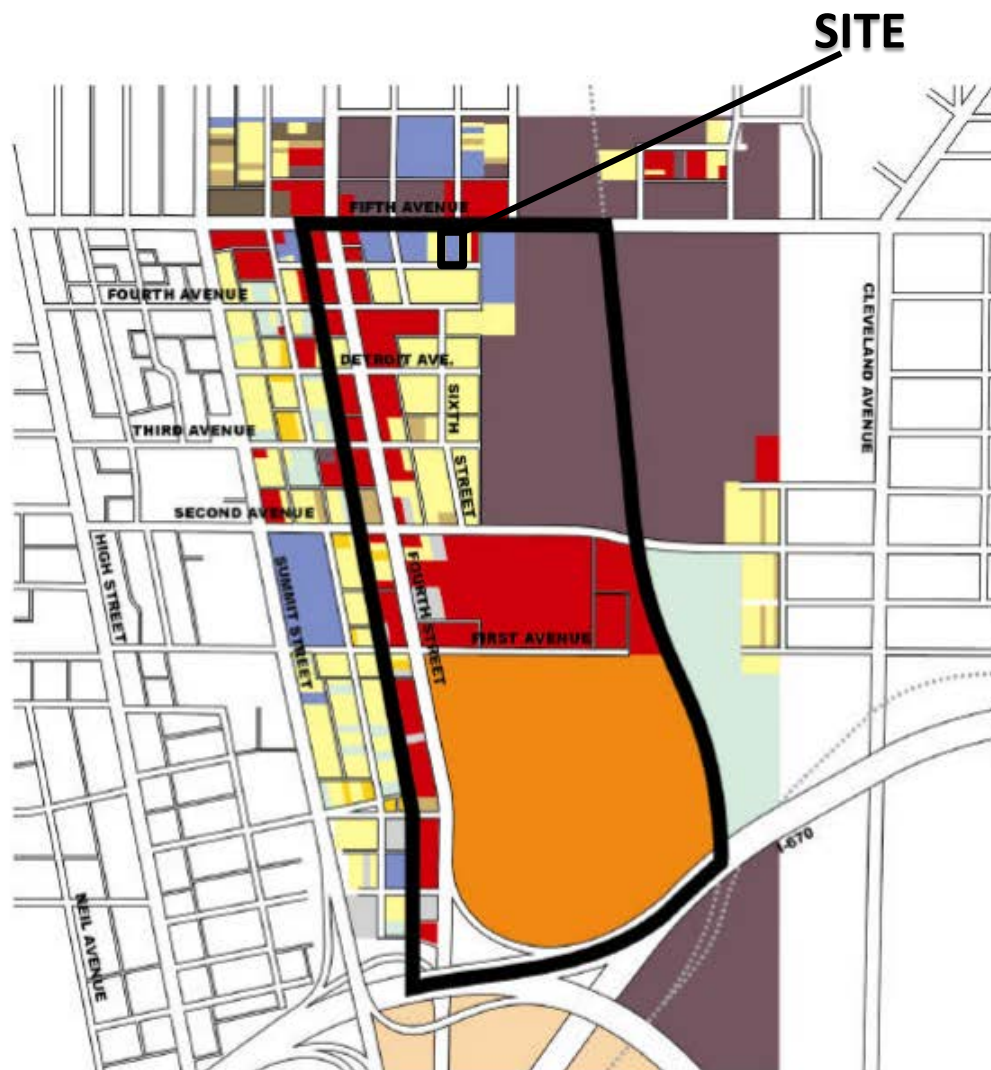 SITE
FIFTH AVENUE
FOURTH AVENUE
CLEVELAND AVENUE
DETROIT AVE.
SIXTH
STREET
THIRD AVENUE
SECOND AVENUE
HIGH STREET
SUMMIT STREET
FOURTH STREET
FIRST AVENUE
I-670
NEIL AVENUE